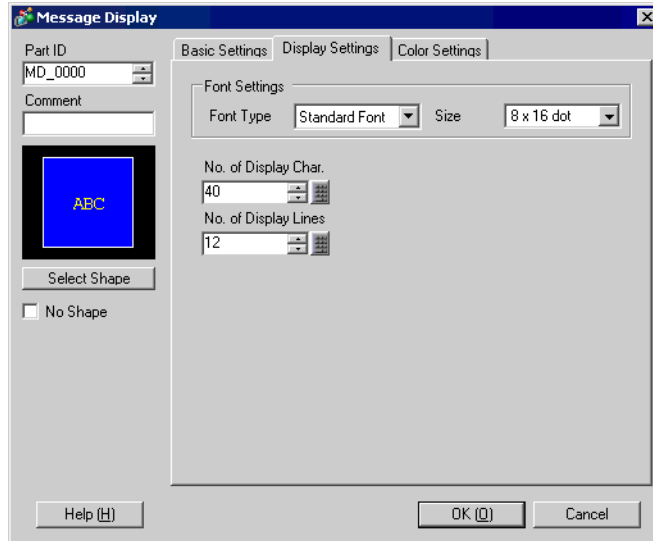 Message Display
Part ID
MD_0000
Comment
ABC
Select Shape
No Shape
Basic Settings
Display Settings
Color Settings
Font Settings
Font Type
Standard Font
Size
8 x 16 dot
No. of Display Char.
40
No. of Display Lines
12
Help (H)
OK (O)
Cancel